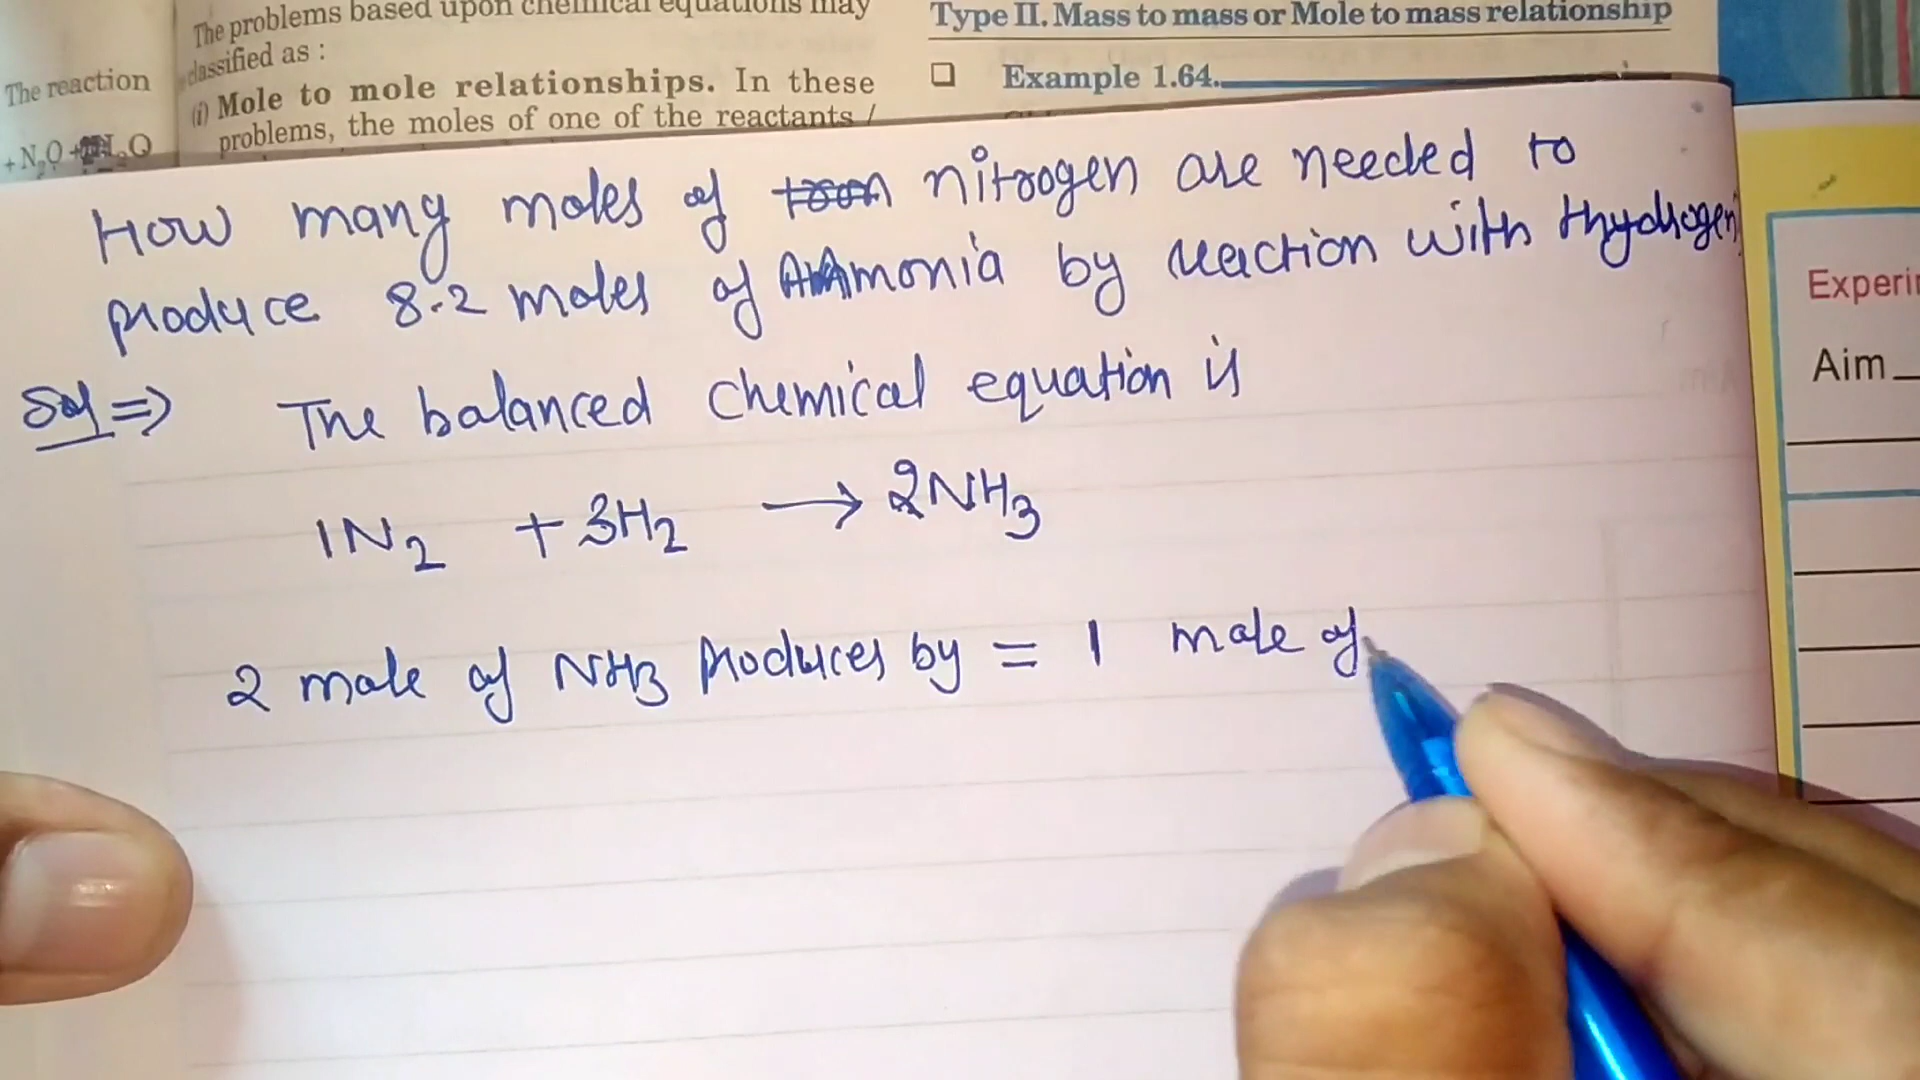 The problems based upon chemical equations may
classified as :
(i) Mole to mole relationships. In these
problems, the moles of one of the reactants /
The reaction
+ N₂O +
Type II. Mass to mass or Mole to mass relationship
Example 1.64.
How many moles of nitrogen are needed to
produce 8.2 moles of Ammonia by reaction with Hydrogen
Sol ⇒ The balanced chemical equation is
1N₂ + 3H₂ → 2NH₃
2 mole of NH₃ produces by = 1 mole of
Experi
Aim